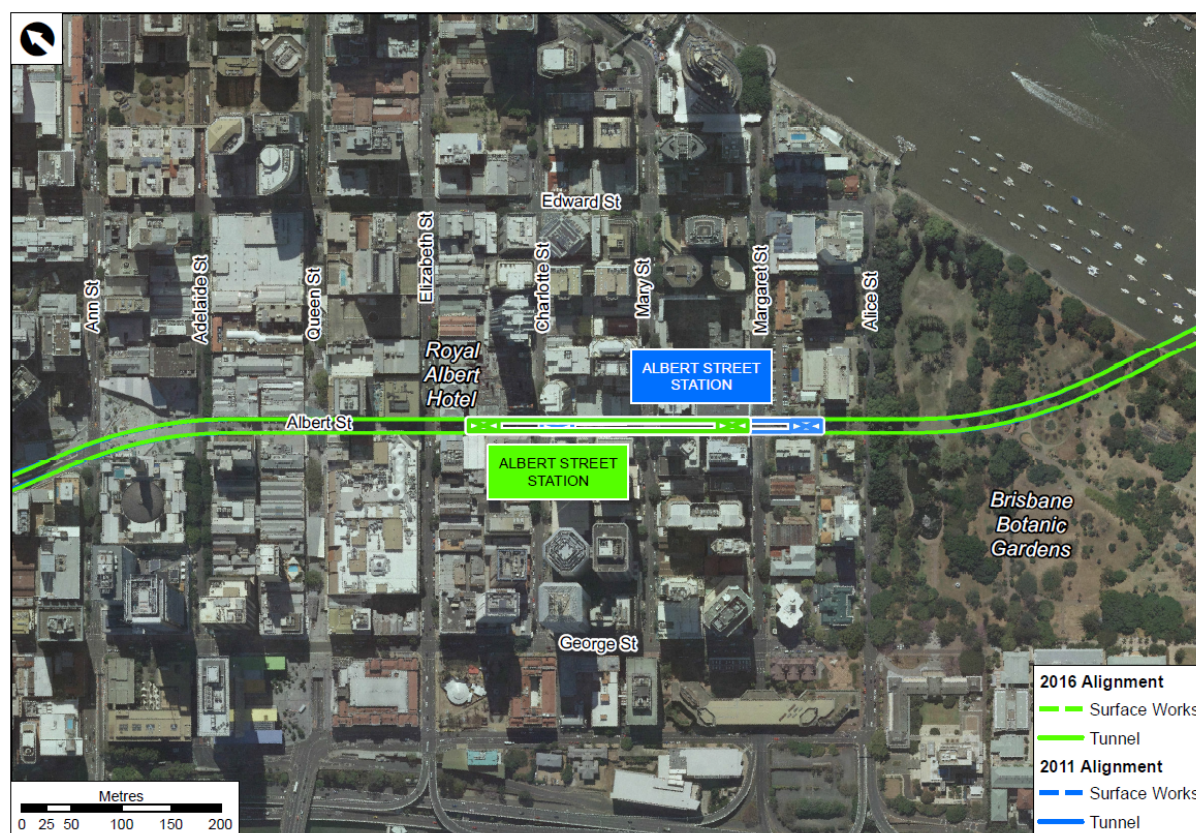 Edward St
Ann St
Adelaide St
Queen St
Elizabeth St
Charlotte St
Mary St
Margaret St
Alice St
Royal
Albert
Hotel
ALBERT STREET
STATION
Albert St
ALBERT STREET
STATION
Brisbane
Botanic
Gardens
George St
2016 Alignment
Surface Works
Tunnel
2011 Alignment
Surface Works
Tunnel
Metres
0 25 50 100 150 200